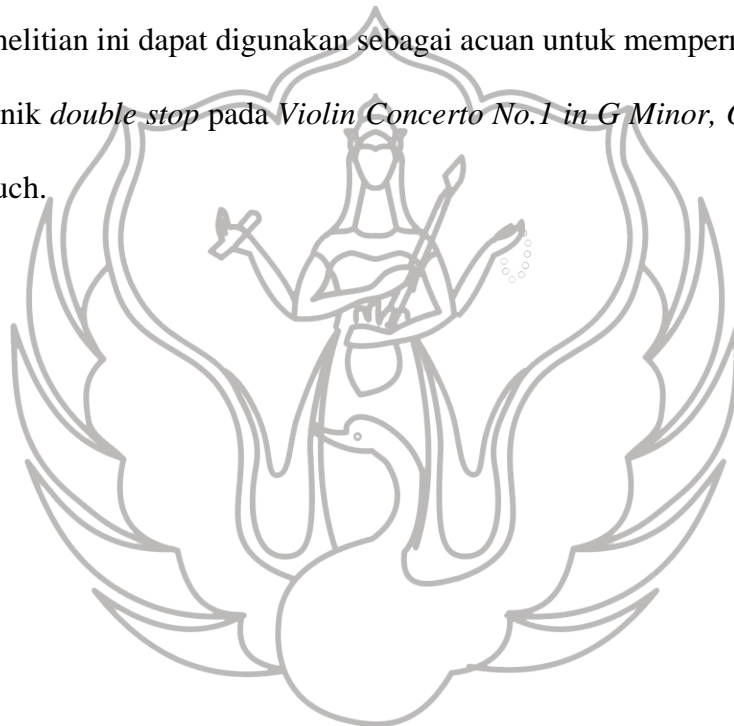 nelitian ini dapat digunakan sebagai acuan untuk memperm
nik double stop pada Violin Concerto No.1 in G Minor,
uch.